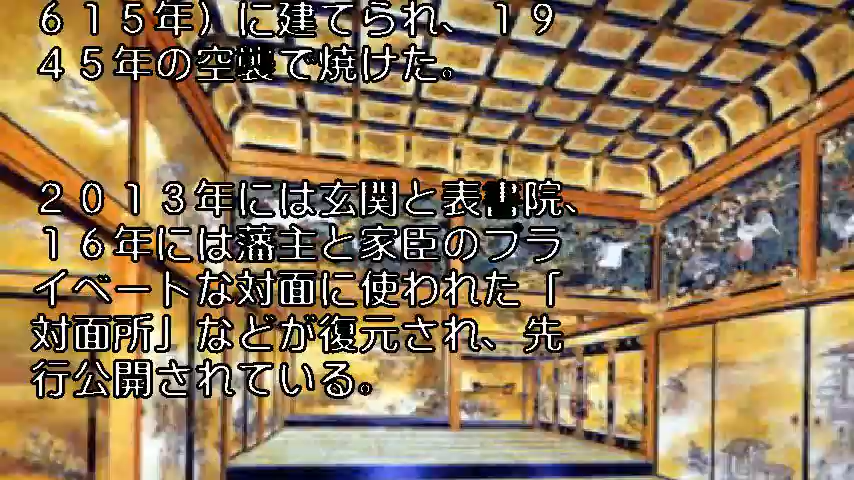 ６１５年）に建てられ、１９
４５年の空襲で焼けた。
２０１３年には玄関と表書院、
１６年には藩主と家臣のプラ
イベートな対面に使われた「
対面所」などが復元され、先
行公開されている。